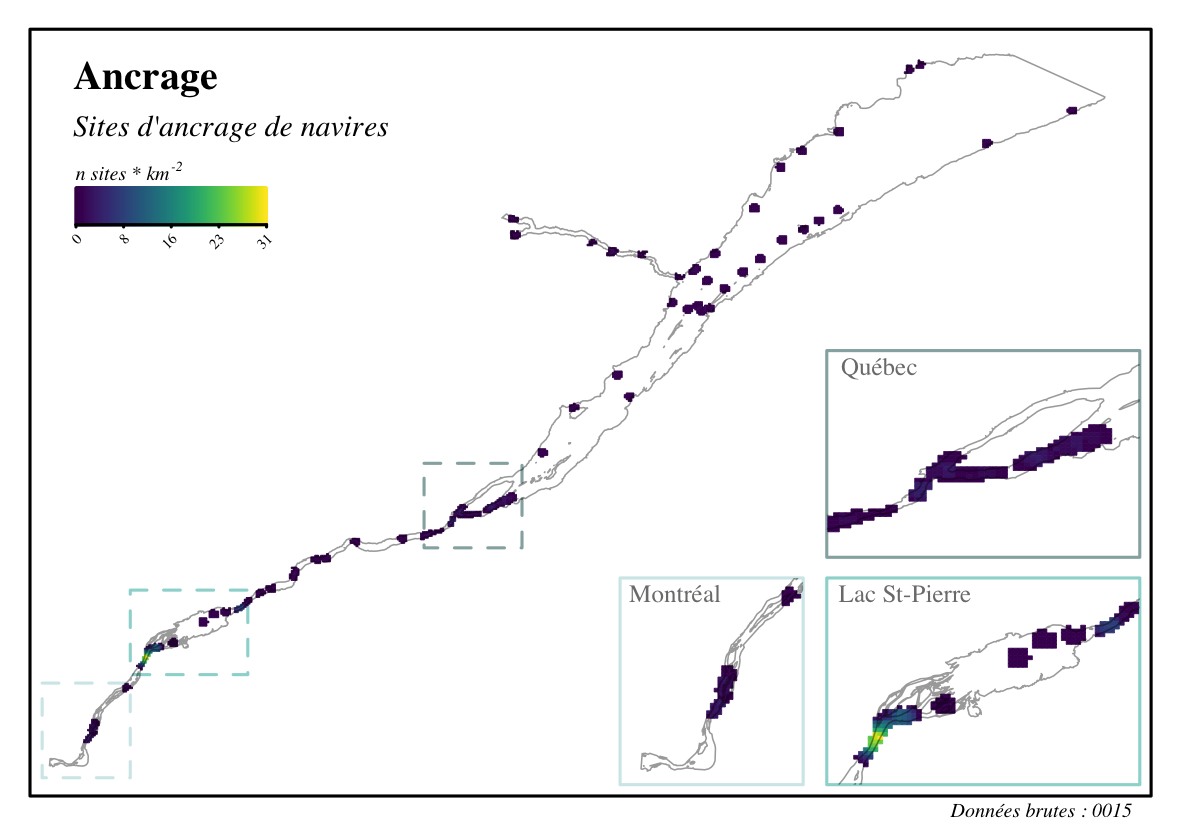 Ancrage
Sites d'ancrage de navires
n sites * km-2
0 8 16 23 31
Québec
Montréal
Lac St-Pierre
Données brutes : 0015